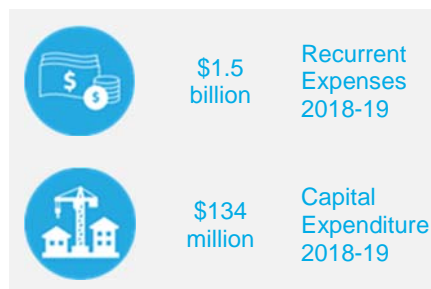 $
$
$1.5
billion
Recurrent
Expenses
2018-19
$134
million
Capital
Expenditure
2018-19